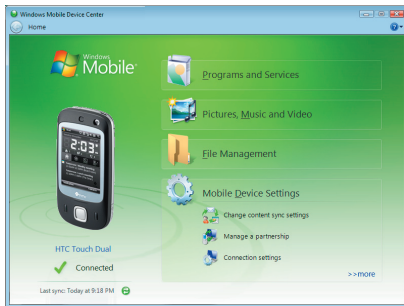 Windows Mobile Device Center
Home
Windows
Mobile
Programs and Services
Pictures, Music and Video
File Management
Mobile Device Settings
Change content sync settings
Manage a partnership
Connection settings
>>more
2:03
HTC Touch Dual
Connected
Last sync: Today at 9:18 PM